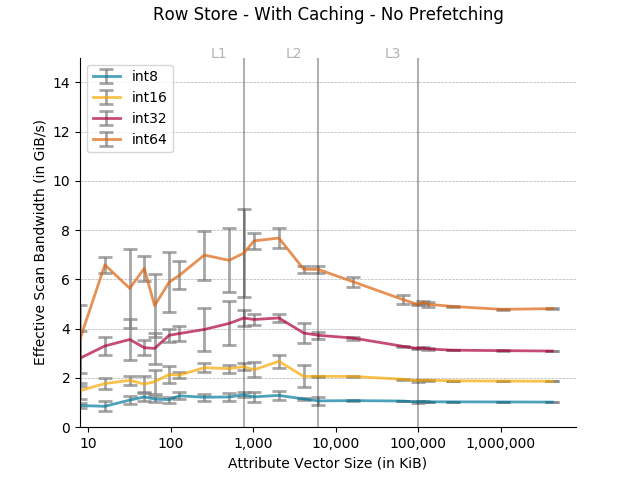 Row Store - With Caching - No Prefetching
L1 L2 L3
int8
int16
int32
int64
Effective Scan Bandwidth (in GiB/s)
14
12
10
8
6
4
2
0
10 100 1,000 10,000 100,000 1,000,000
Attribute Vector Size (in KiB)